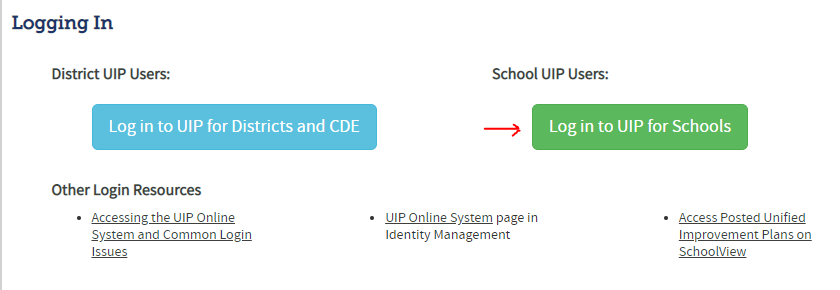 Logging In
District UIP Users:
School UIP Users:
Log in to UIP for Districts and CDE
Log in to UIP for Schools
Other Login Resources
• Accessing the UIP Online
System and Common Login
Issues
• UIP Online System page in
Identity Management
• Access Posted Unified
Improvement Plans on
SchoolView